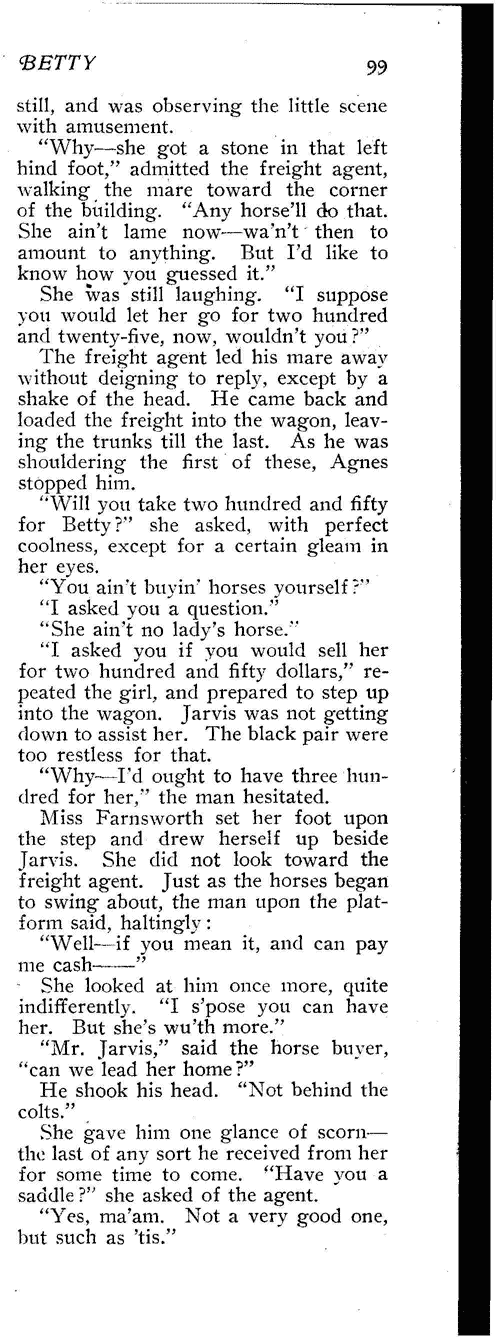 BETTY 99
still, and was observing the little scene
with amusement.
"Why—she got a stone in that left
hind foot," admitted the freight agent,
walking the mare toward the corner
of the building. "Any horse'll do that.
She ain't lame now—wa'n't then to
amount to anything. But I'd like to
know how you guessed it."
She was still laughing. "I suppose
you would let her go for two hundred
and twenty-five, now, wouldn't you?"
The freight agent led his mare away
without deigning to reply, except by a
shake of the head. He came back and
loaded the freight into the wagon, leav-
ing the trunks till the last. As he was
shouldering the first of these, Agnes
stopped him.
"Will you take two hundred and fifty
for Betty?" she asked, with perfect
coolness, except for a certain gleam in
her eyes.
"You ain't buyin' horses yourself?"
"I asked you a question."
"She ain't no lady's horse."
"I asked you if you would sell her
for two hundred and fifty dollars," re-
peated the girl, and prepared to step up
into the wagon. Jarvis was not getting
down to assist her. The black pair were
too restless for that.
"Why—I'd ought to have three hun-
dred for her," the man hesitated.
Miss Farnsworth set her foot upon
the step and drew herself up beside
Jarvis. She did not look toward the
freight agent. Just as the horses began
to swing about, the man upon the plat-
form said, haltingly:
"Well—if you mean it, and can pay
me cash——"
She looked at him once more, quite
indifferently. "I s'pose you can have
her. But she's wu'th more."
"Mr. Jarvis," said the horse buyer,
"can we lead her home?"
He shook his head. "Not behind the
colts."
She gave him one glance of scorn—
the last of any sort he received from her
for some time to come. "Have you a
saddle?" she asked of the agent.
"Yes, ma'am. Not a very good one,
but such as 'tis."